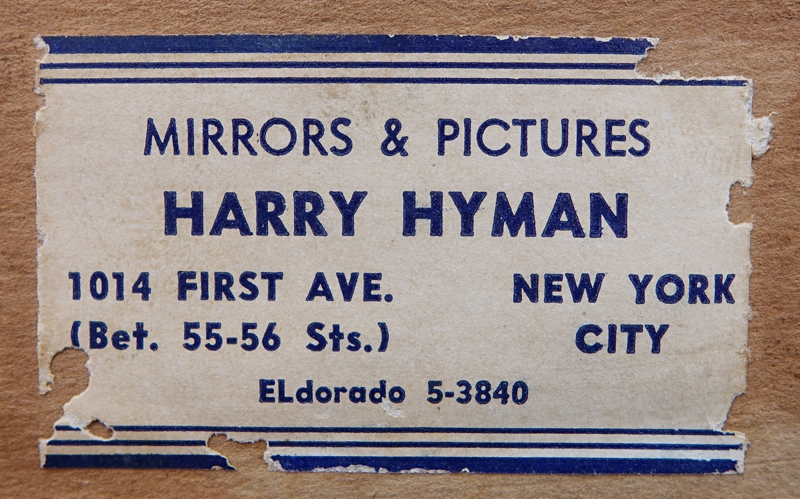 MIRRORS & PICTURES
HARRY HYMAN
1014 FIRST AVE. NEW YORK
(Bet. 55-56 Sts.) CITY
ELdorado 5-3840